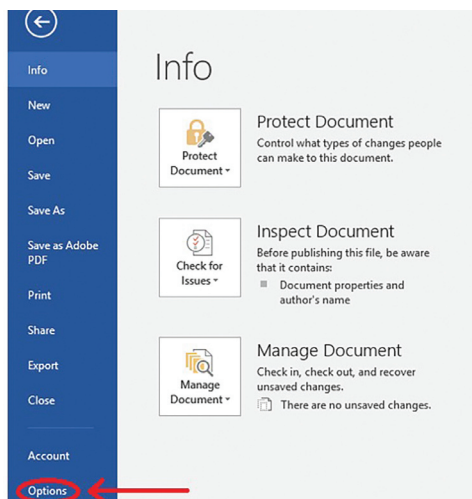 Info
New
Open
Save
Save As
Save as Adobe
PDF
Print
Share
Export
Close
Account
Options
Info
Protect
Document
Protect Document
Control what types of changes people
can make to this document.
Check for
Issues
Inspect Document
Before publishing this file, be aware
that it contains:
Document properties and
author's name
Manage
Document
Manage Document
Check in, check out, and recover
unsaved changes.
There are no unsaved changes.